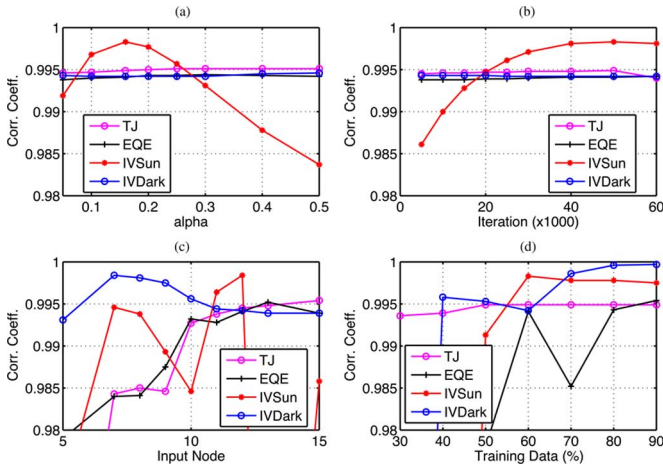 (a)
(b)
1
0.995
0.99
0.985
0.98
Corr. Coeff.
TJ
EQE
IVSun
IVDark
0.1
0.2
0.3
0.4
0.5
alpha
1
0.995
0.99
0.985
0.98
Corr. Coeff.
TJ
EQE
IVSun
IVDark
0
20
40
60
Iteration (x1000)
(c)
(d)
1
0.995
0.99
0.985
0.98
Corr. Coeff.
TJ
EQE
IVSun
IVDark
5
10
15
Input Node
1
0.995
0.99
0.985
0.98
Corr. Coeff.
TJ
EQE
IVSun
IVDark
30
40
50
60
70
80
90
Training Data (%)